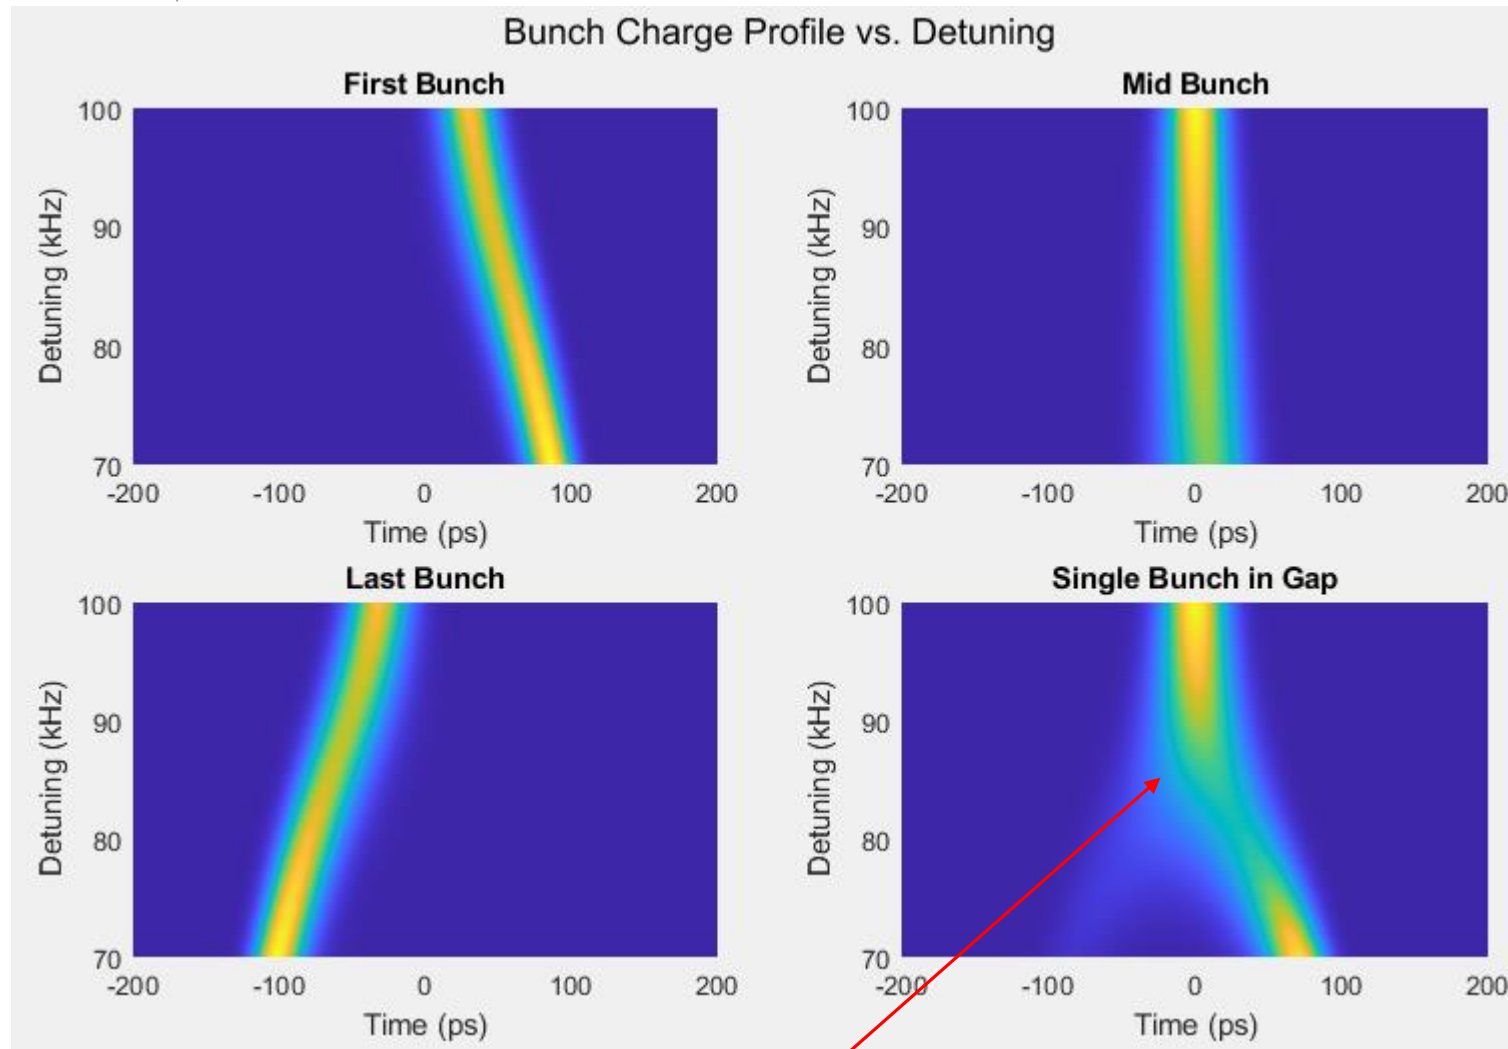 Bunch Charge Profile vs. Detuning
First Bunch
100
90
80
70
Detuning (kHz)
-200 -100 0 100 200
Time (ps)
Mid Bunch
100
90
80
70
Detuning (kHz)
-200 -100 0 100 200
Time (ps)
Last Bunch
100
90
80
70
Detuning (kHz)
-200 -100 0 100 200
Time (ps)
Single Bunch in Gap
100
90
80
70
Detuning (kHz)
-200 -100 0 100 200
Time (ps)